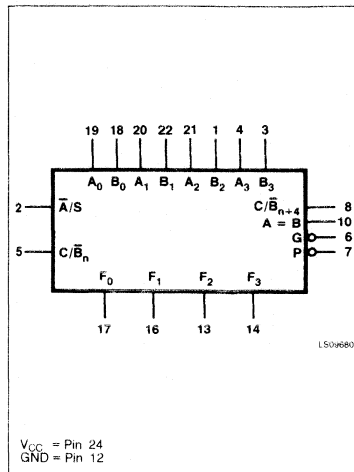 19 18 20 22 21 1 4 3
A0 B0 A1 B1 A2 B2 A3 B3
2 Ā/S C/B̄n+4 8
A = B 10
5 C/B̄n G 6
P 7
F0 F1 F2 F3
17 16 13 14
LS09680
VCC = Pin 24
GND = Pin 12